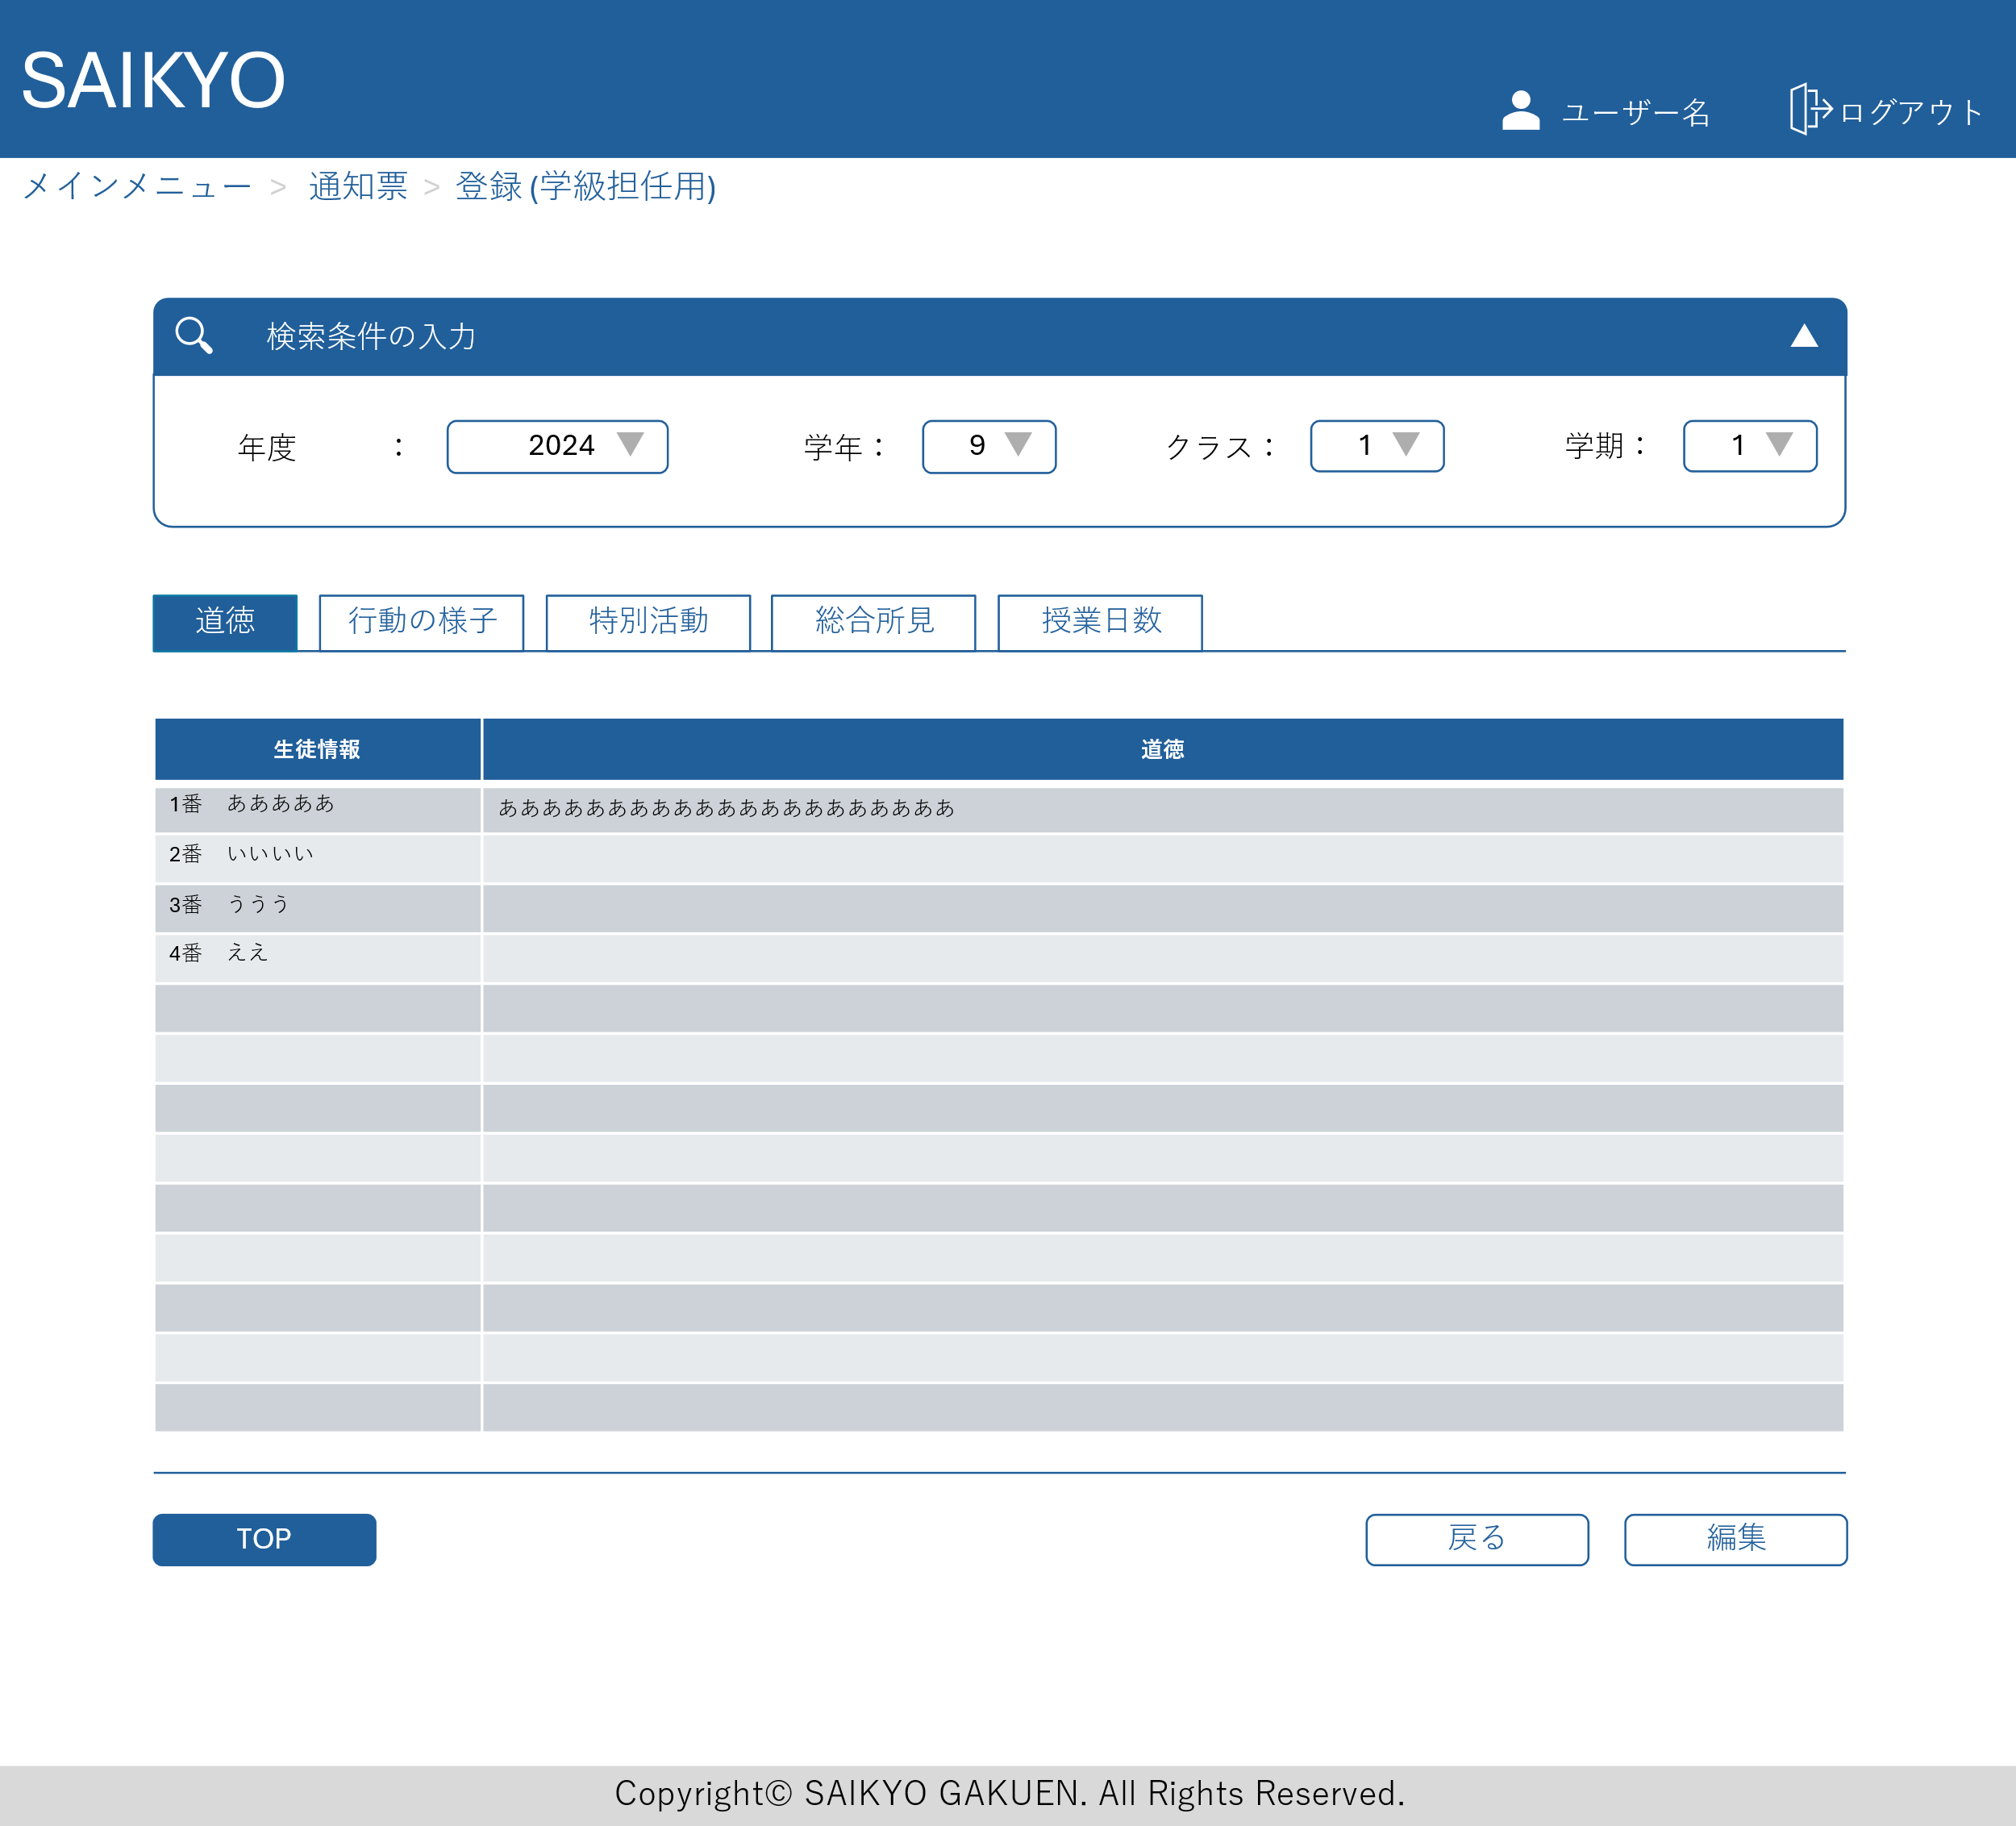 SAIKYO
ユーザー名 ログアウト
メインメニュー > 通知票 > 登録 (学級担任用)
検索条件の入力 ▲
年度 : 2024 ▼ 学年： 9 ▼ クラス： 1 ▼ 学期： 1 ▼
道徳 行動の様子 特別活動 総合所見 授業日数
生徒情報 道徳
1番 あああああ あああああああああああああああああああああ
2番 いいいい
3番 ううう
4番 ええ
TOP 戻る 編集
Copyright© SAIKYO GAKUEN. All Rights Reserved.